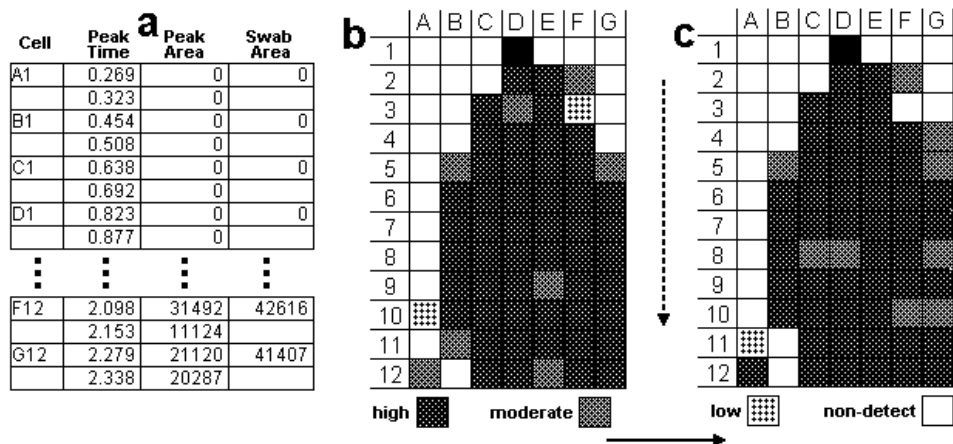 a
Cell Peak Time Peak Area Swab Area
A1 0.269 0 0
0.323 0
B1 0.454 0 0
0.508 0
C1 0.638 0 0
0.692 0
D1 0.823 0 0
0.877 0
F12 2.098 31492 42616
2.153 11124
G12 2.279 21120 41407
2.338 20287
b
A B C D E F G
1
2
3
4
5
6
7
8
9
10
11
12
c
A B C D E F G
1
2
3
4
5
6
7
8
9
10
11
12
high moderate low non-detect